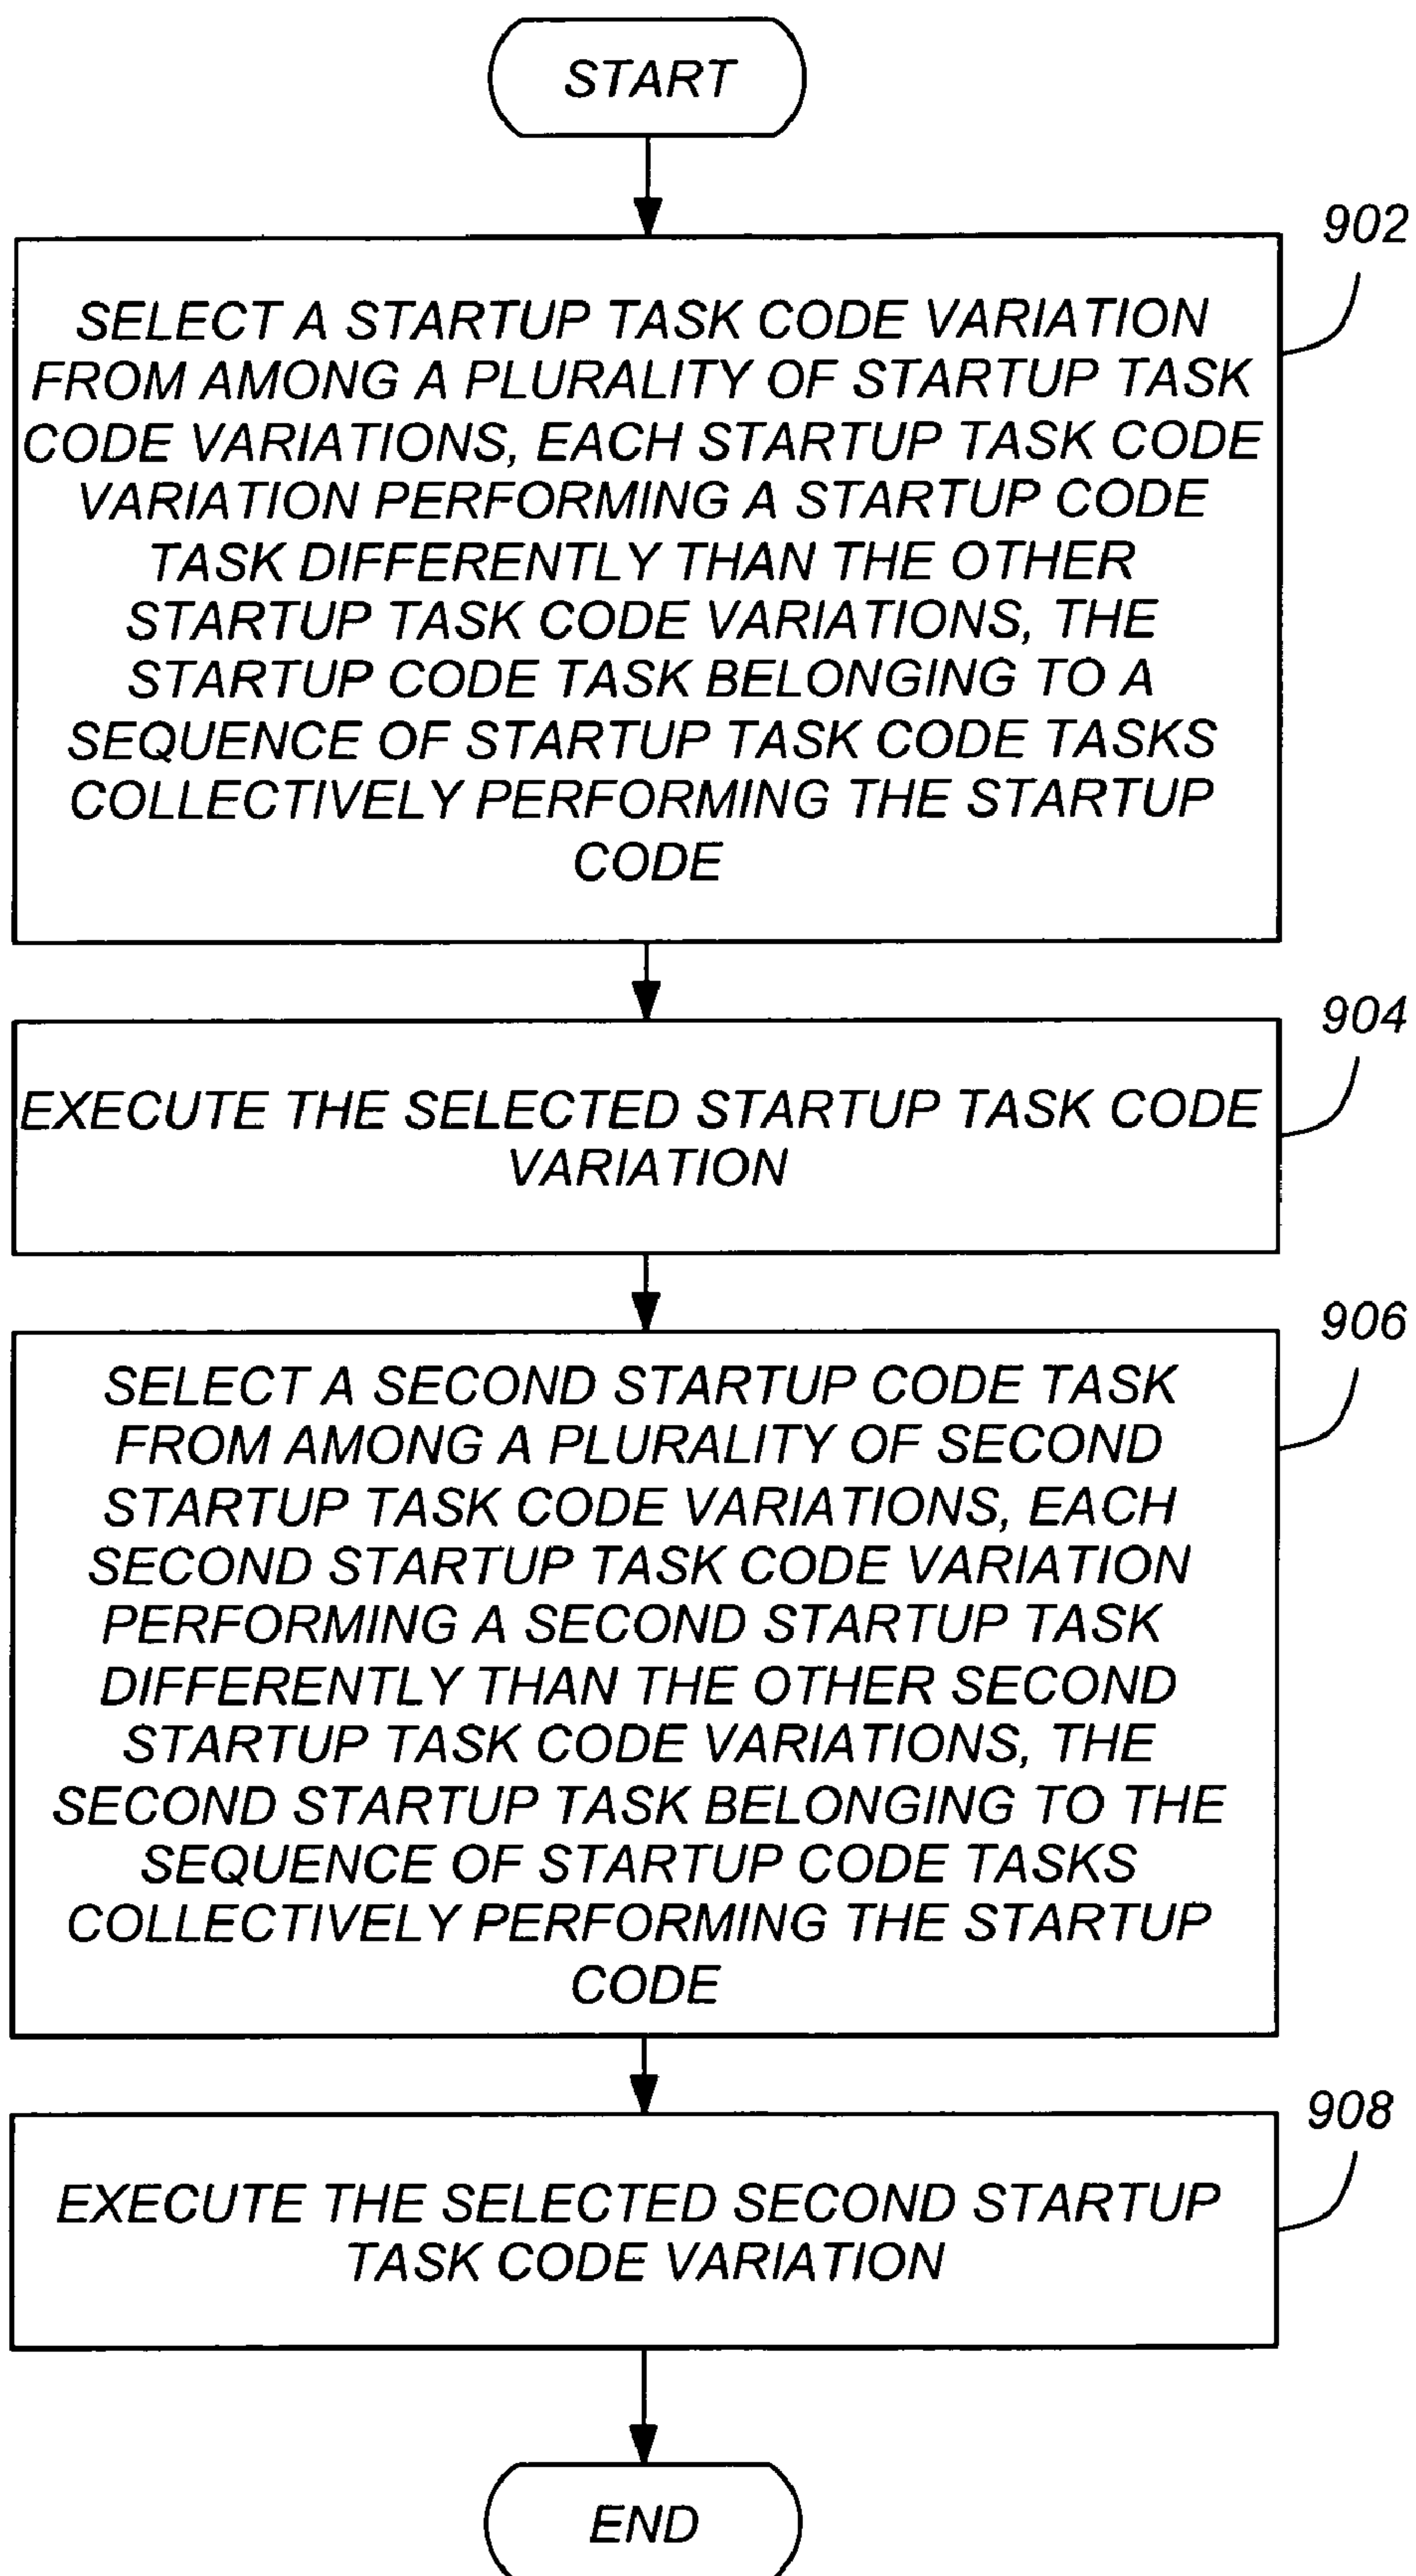 START
902
SELECT A STARTUP TASK CODE VARIATION
FROM AMONG A PLURALITY OF STARTUP TASK
CODE VARIATIONS, EACH STARTUP TASK CODE
VARIATION PERFORMING A STARTUP CODE
TASK DIFFERENTLY THAN THE OTHER
STARTUP TASK CODE VARIATIONS, THE
STARTUP CODE TASK BELONGING TO A
SEQUENCE OF STARTUP TASK CODE TASKS
COLLECTIVELY PERFORMING THE STARTUP
CODE
904
EXECUTE THE SELECTED STARTUP TASK CODE
VARIATION
906
SELECT A SECOND STARTUP CODE TASK
FROM AMONG A PLURALITY OF SECOND
STARTUP TASK CODE VARIATIONS, EACH
SECOND STARTUP TASK CODE VARIATION
PERFORMING A SECOND STARTUP TASK
DIFFERENTLY THAN THE OTHER SECOND
STARTUP TASK CODE VARIATIONS, THE
SECOND STARTUP TASK BELONGING TO THE
SEQUENCE OF STARTUP CODE TASKS
COLLECTIVELY PERFORMING THE STARTUP
CODE
908
EXECUTE THE SELECTED SECOND STARTUP
TASK CODE VARIATION
END